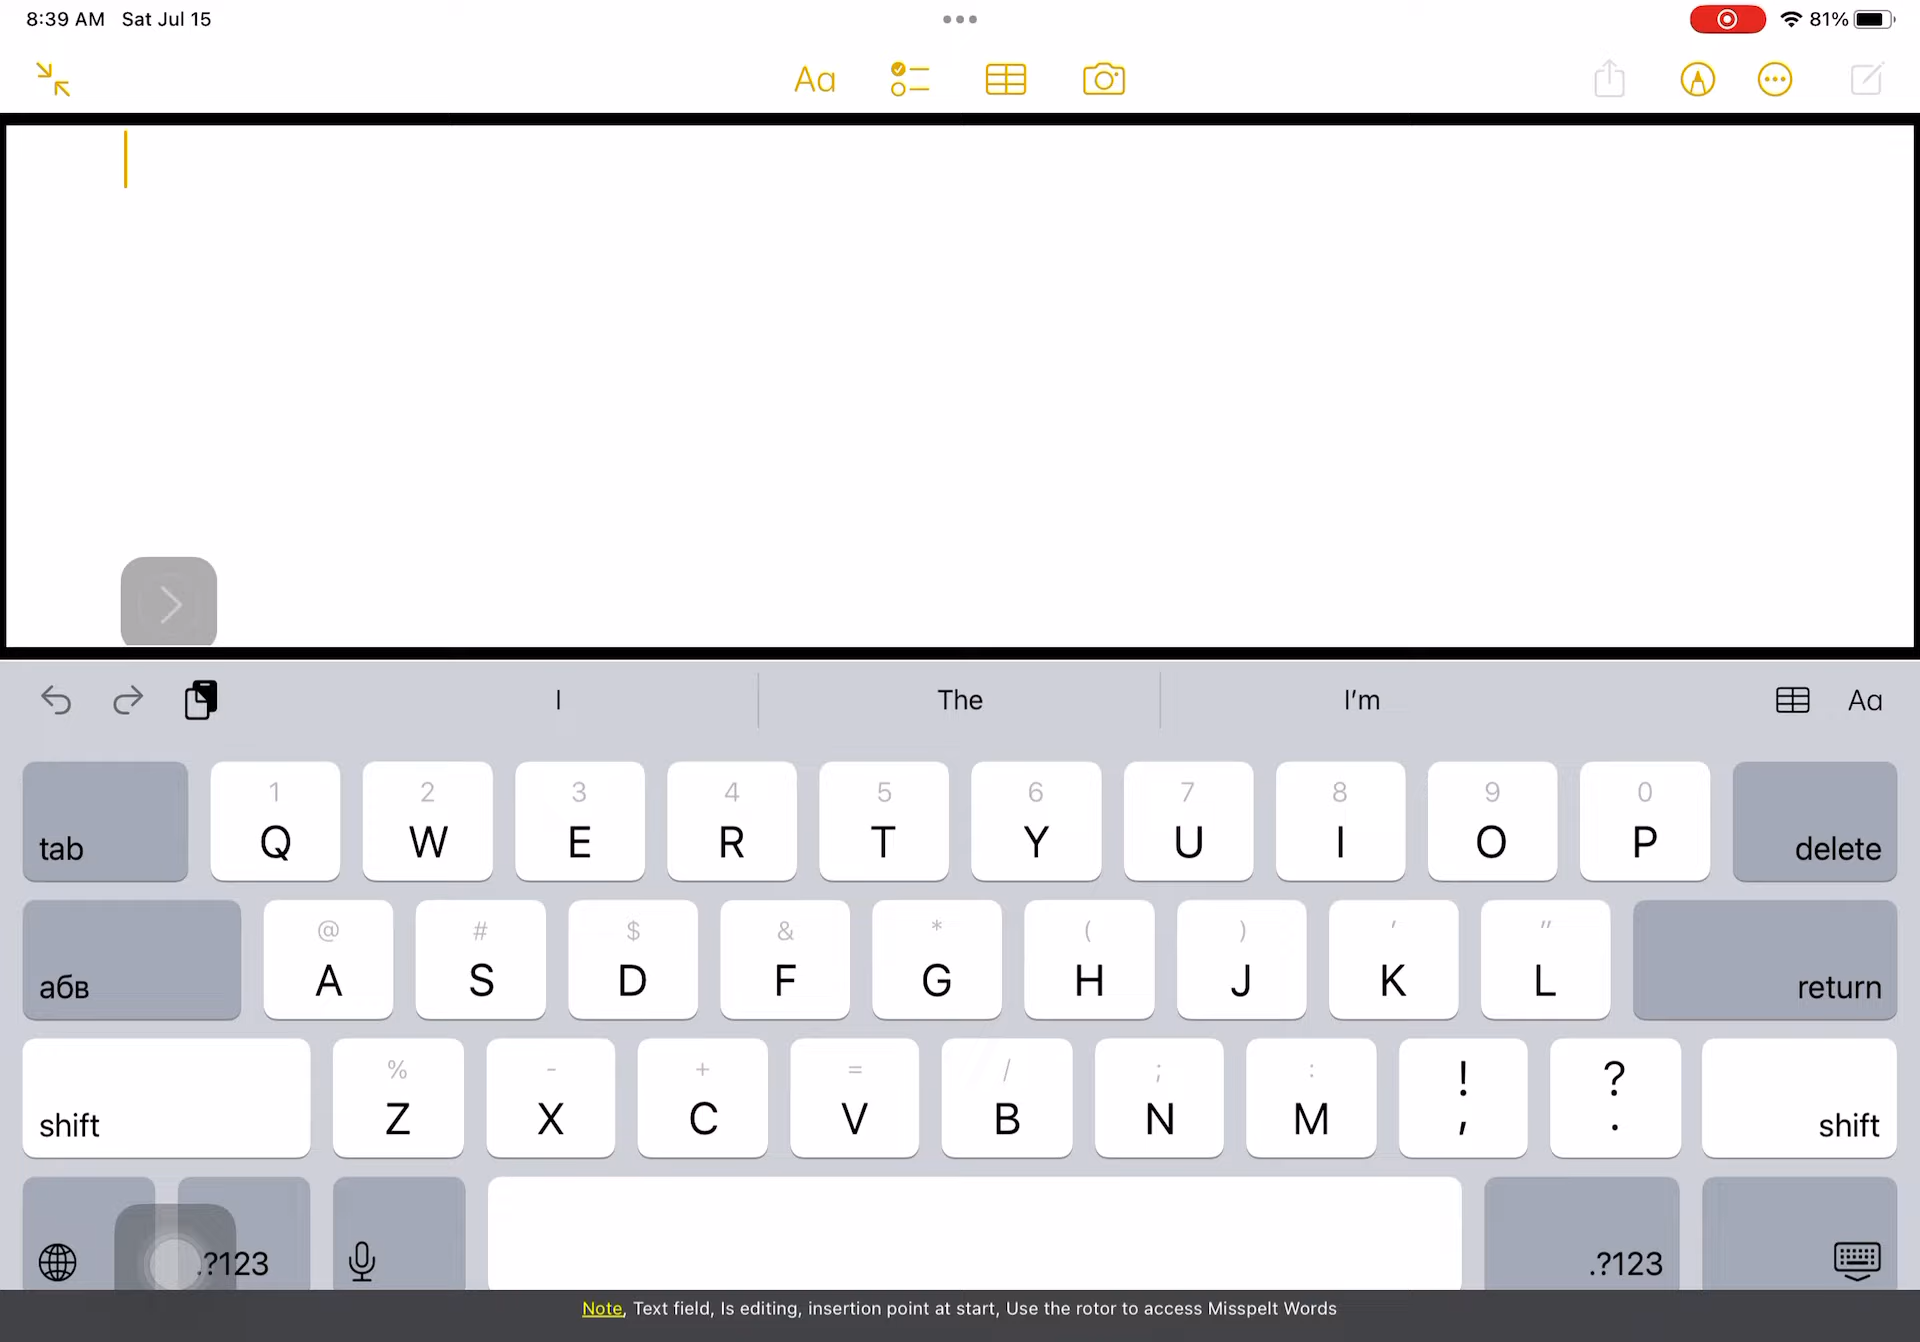 8:39 AM Sat Jul 15
81%
Aa
I The I'm
Aa
tab 1 Q 2 W 3 E 4 R 5 T 6 Y 7 U 8 I 9 O 0 P delete
абв @ A # S $ D & F * G ( H ) J ' K " L return
shift % Z - X + C = V / B ; N : M ! , ? . shift
.?123 .?123
Note, Text field, Is editing, insertion point at start, Use the rotor to access Misspelt Words